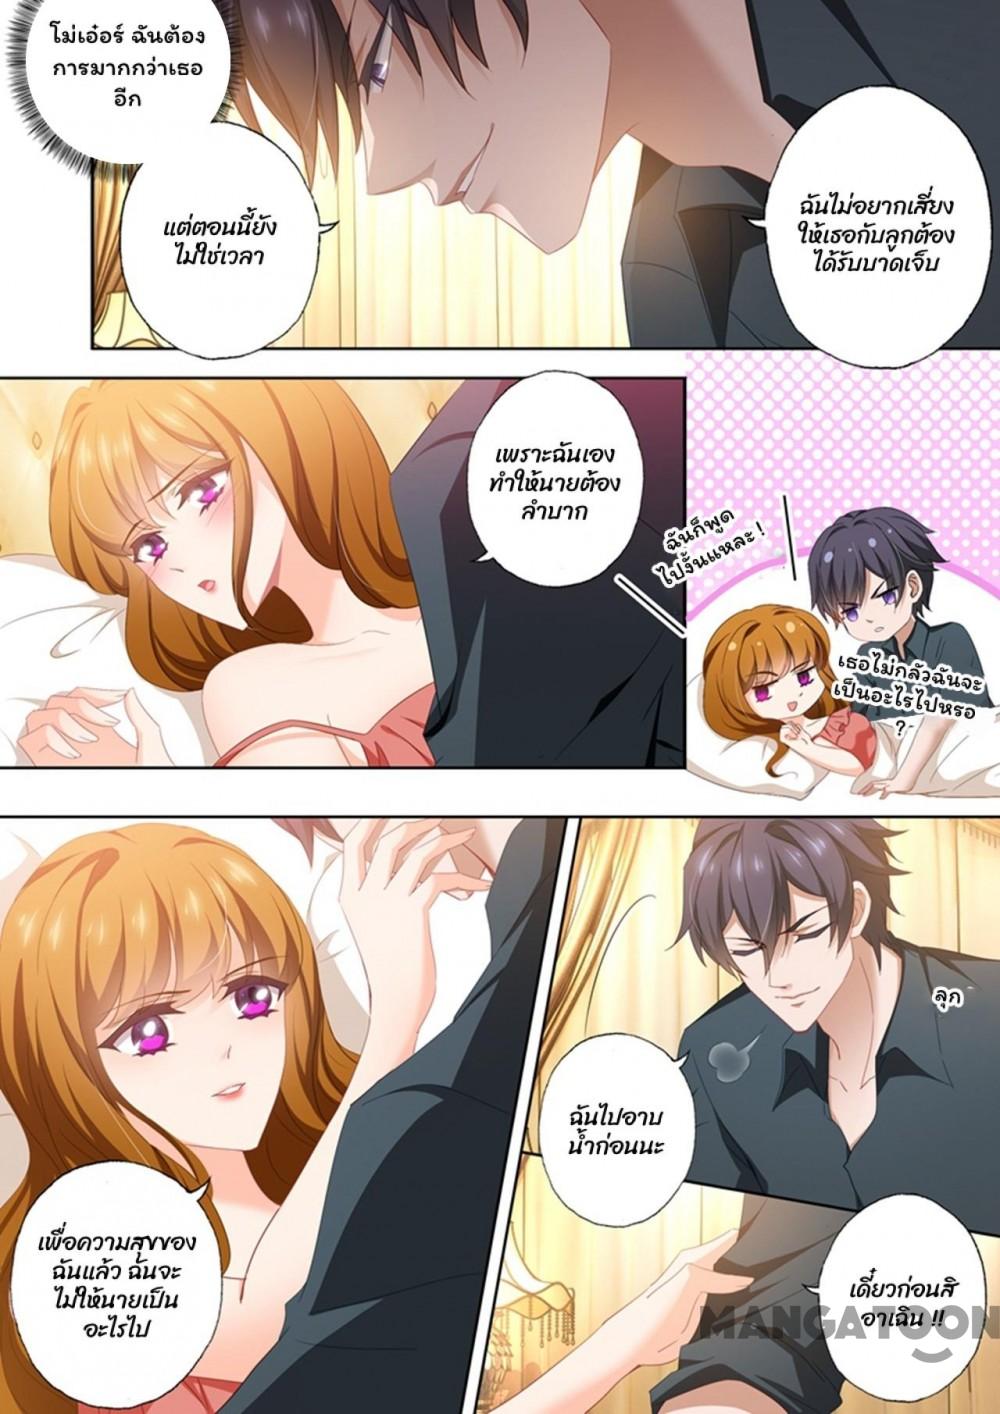 โม่เอ๋อร์ ฉันต้อง
การมากกว่าเธอ
อีก
แต่ตอนนี้ยัง
ไม่ใช่เวลา
ฉันไม่อยากเสี่ยง
ให้เธอกับลูกต้อง
ได้รับบาดเจ็บ
เพราะฉันเอง
ทำให้นายต้อง
ลำบาก
ฉันก็พูด
ไปงั้นแหละ !
เธอไม่กลัวฉันจะ
เป็นอะไรไปหรอ
?
เพื่อความสุขของ
ฉันแล้ว ฉันจะ
ไม่ให้นายเป็น
อะไรไป
ลุก
ฉันไปอาบ
น้ำก่อนนะ
เดี๋ยวก่อนสิ
อาเฉิน !!
MANGATOON